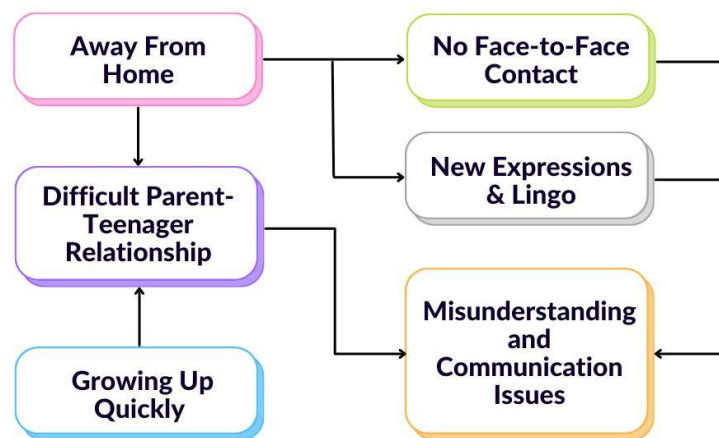 Away From
Home
No Face-to-Face
Contact
New Expressions
& Lingo
Difficult Parent-
Teenager
Relationship
Misunderstanding
and
Communication
Issues
Growing Up
Quickly